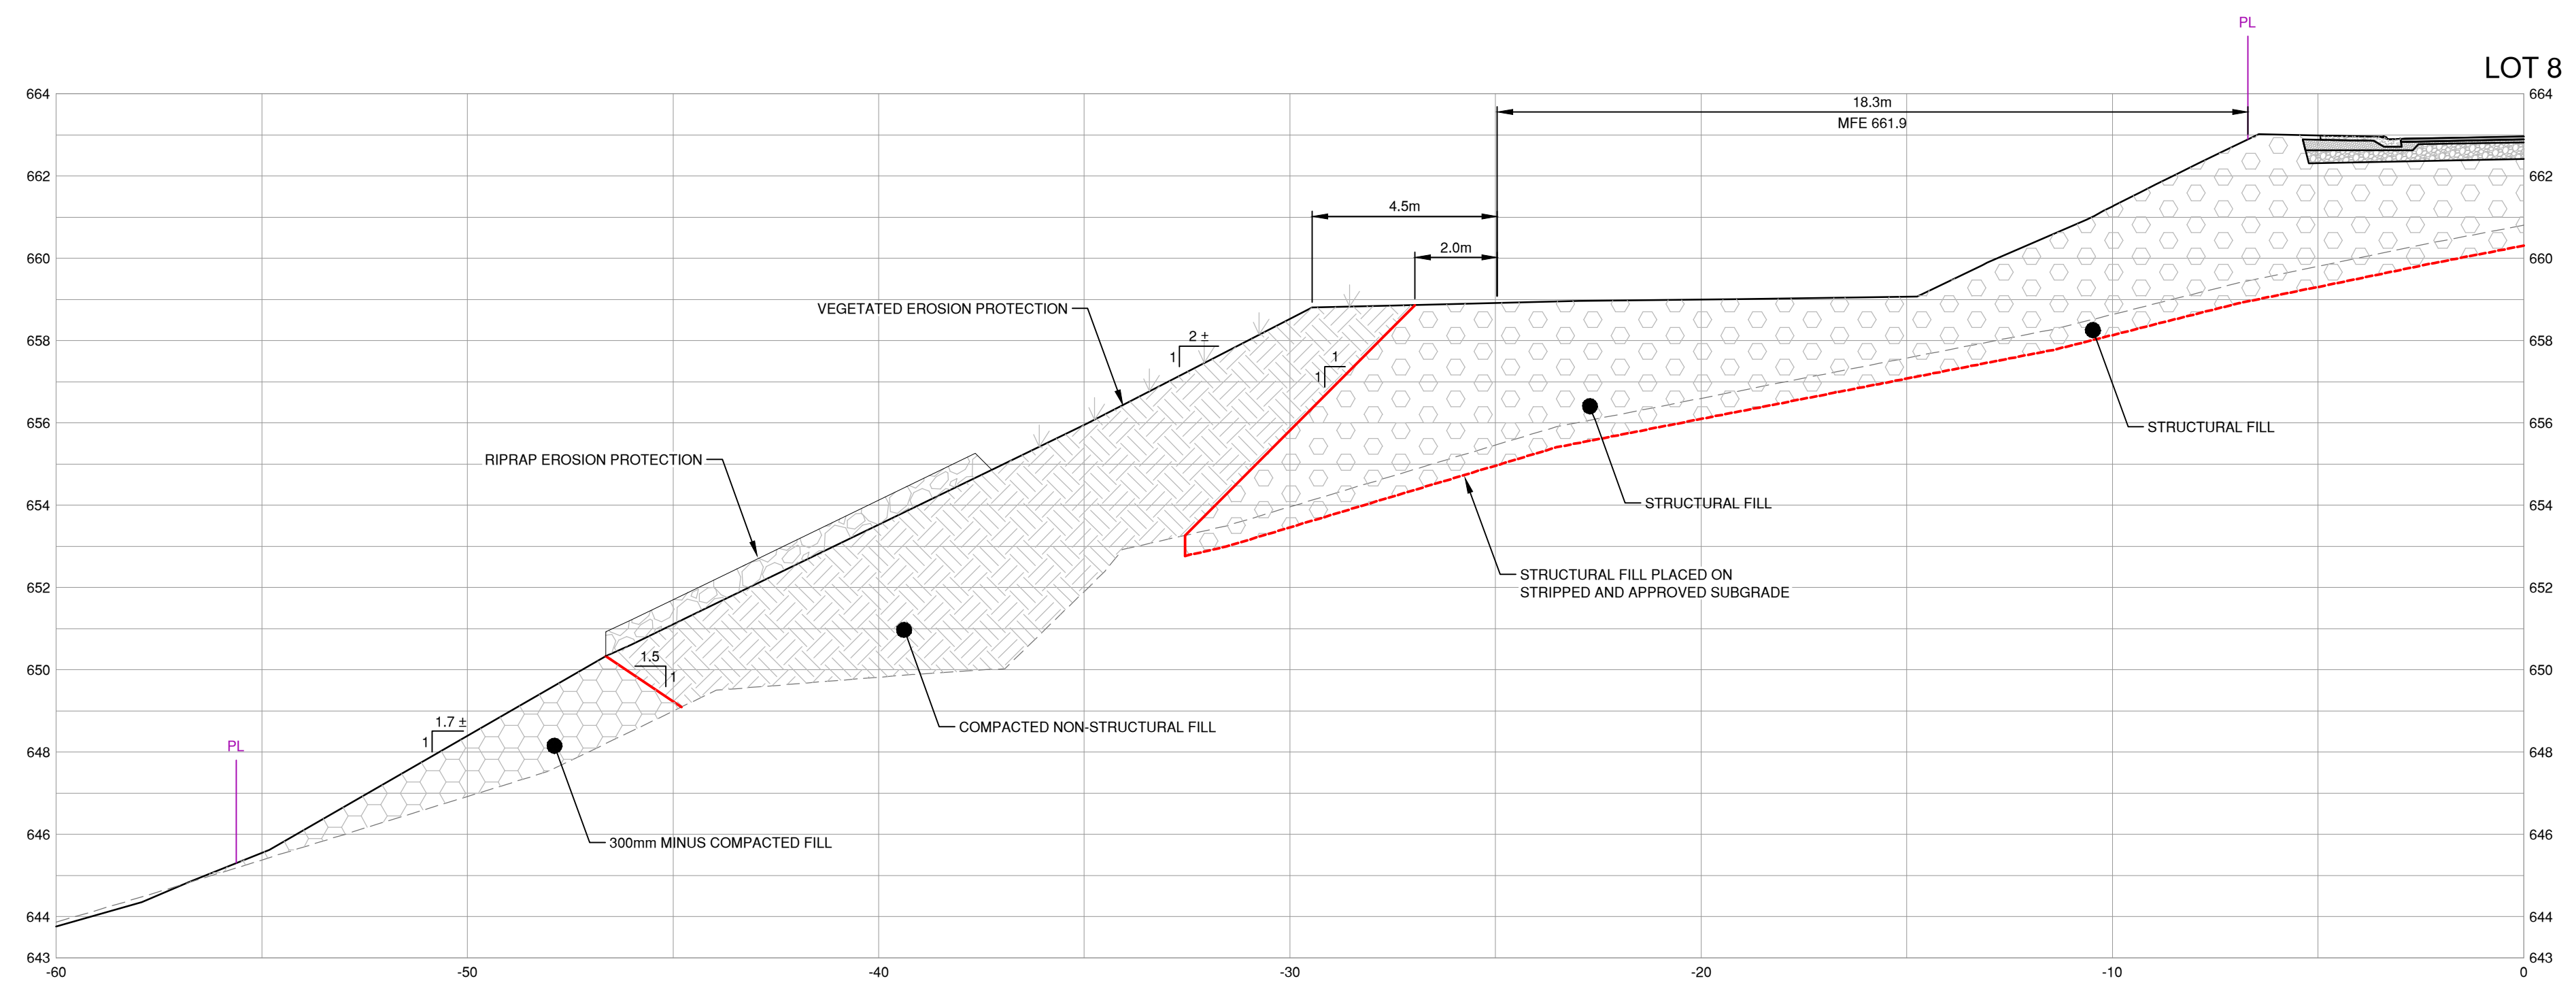 PL
LOT 8
664
664
18.3m
MFE 661.9
662
662
4.5m
2.0m
660
660
VEGETATED EROSION PROTECTION
2 ±
1
1
1
658
658
STRUCTURAL FILL
656
656
RIPRAP EROSION PROTECTION
STRUCTURAL FILL
654
654
STRUCTURAL FILL PLACED ON
STRIPPED AND APPROVED SUBGRADE
652
652
1.5
1
650
650
1.7 ±
1
COMPACTED NON-STRUCTURAL FILL
PL
648
648
300mm MINUS COMPACTED FILL
646
646
644
644
643
643
-60
-50
-40
-30
-20
-10
0